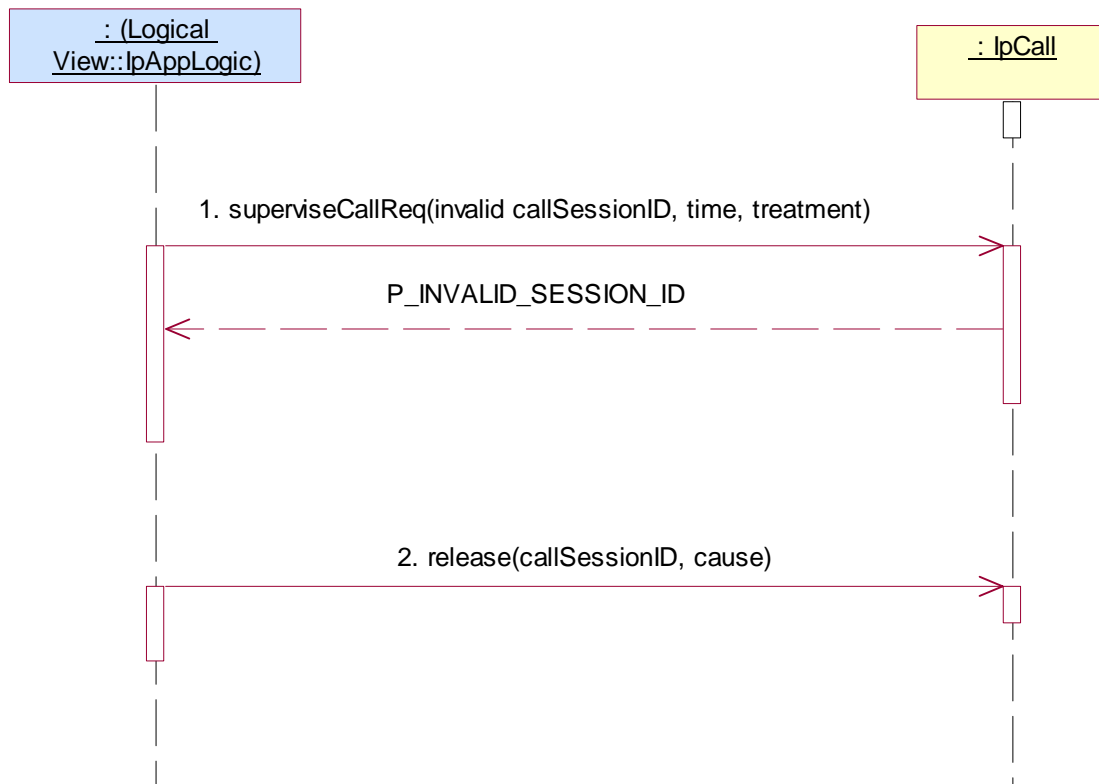 : (Logical
View::IpAppLogic)
: IpCall
1. superviseCallReq(invalid callSessionID, time, treatment)
P_INVALID_SESSION_ID
2. release(callSessionID, cause)